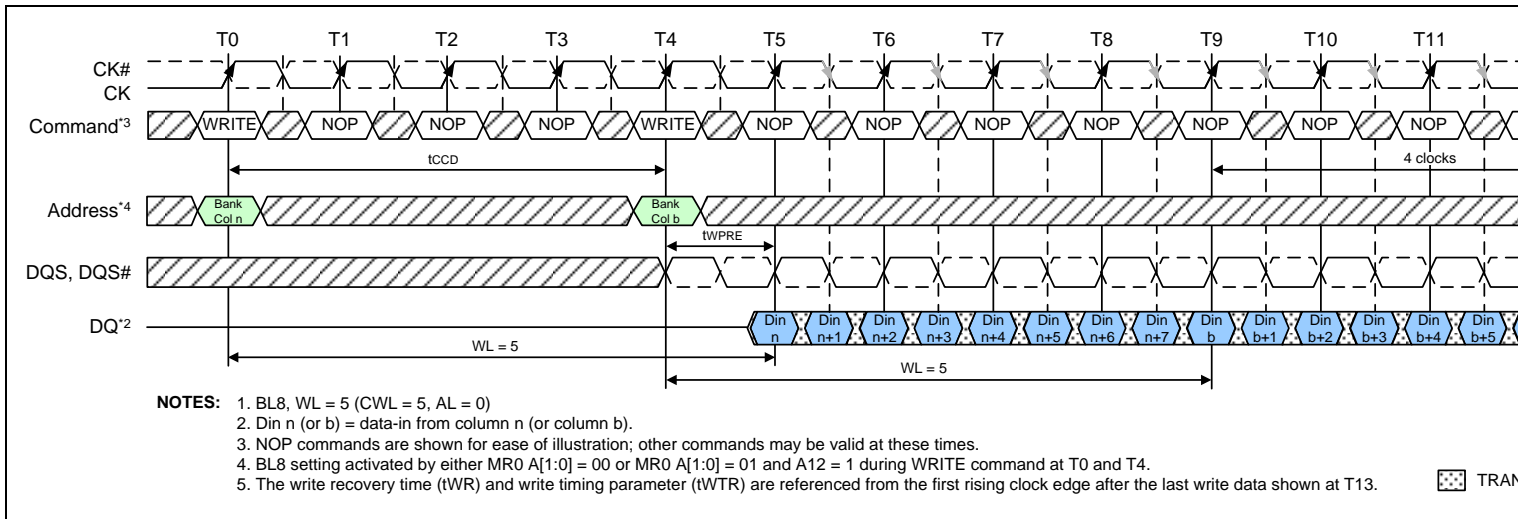 T0 T1 T2 T3 T4 T5 T6 T7 T8 T9 T10 T11
CK#
CK
Command*3 WRITE NOP NOP NOP WRITE NOP NOP NOP NOP NOP NOP NOP
tCCD 4 clocks
Address*4 Bank Col n Bank Col b
tWPRE
DQS, DQS#
DQ*2 Din n Din n+1 Din n+2 Din n+3 Din n+4 Din n+5 Din n+6 Din n+7 Din b Din b+1 Din b+2 Din b+3 Din b+4 Din b+5
WL = 5
WL = 5
NOTES: 1. BL8, WL = 5 (CWL = 5, AL = 0)
2. Din n (or b) = data-in from column n (or column b).
3. NOP commands are shown for ease of illustration; other commands may be valid at these times.
4. BL8 setting activated by either MR0 A[1:0] = 00 or MR0 A[1:0] = 01 and A12 = 1 during WRITE command at T0 and T4.
5. The write recovery time (tWR) and write timing parameter (tWTR) are referenced from the first rising clock edge after the last write data shown at T13.
TRAN